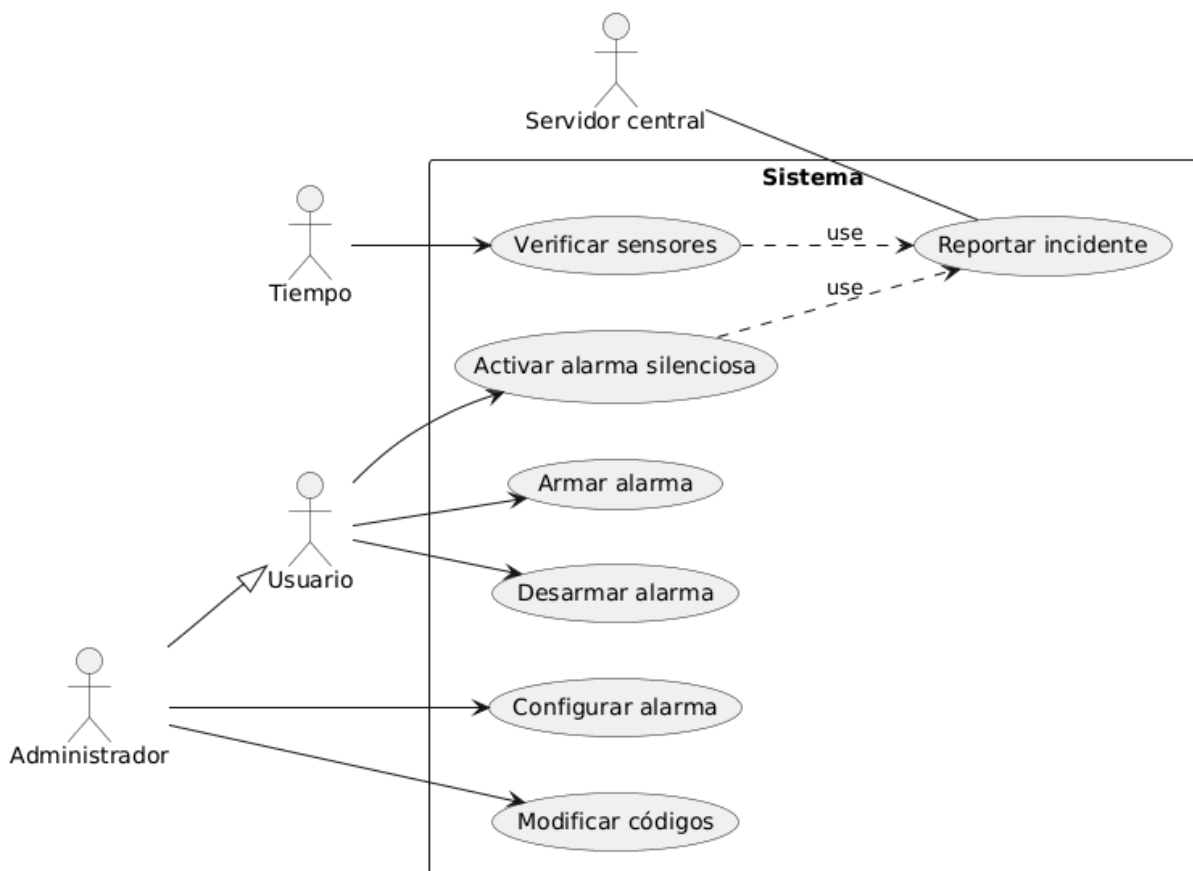 Servidor central
Sistema
Tiempo
Verificar sensores
use
Reportar incidente
use
Activar alarma silenciosa
Usuario
Armar alarma
Desarmar alarma
Administrador
Configurar alarma
Modificar códigos